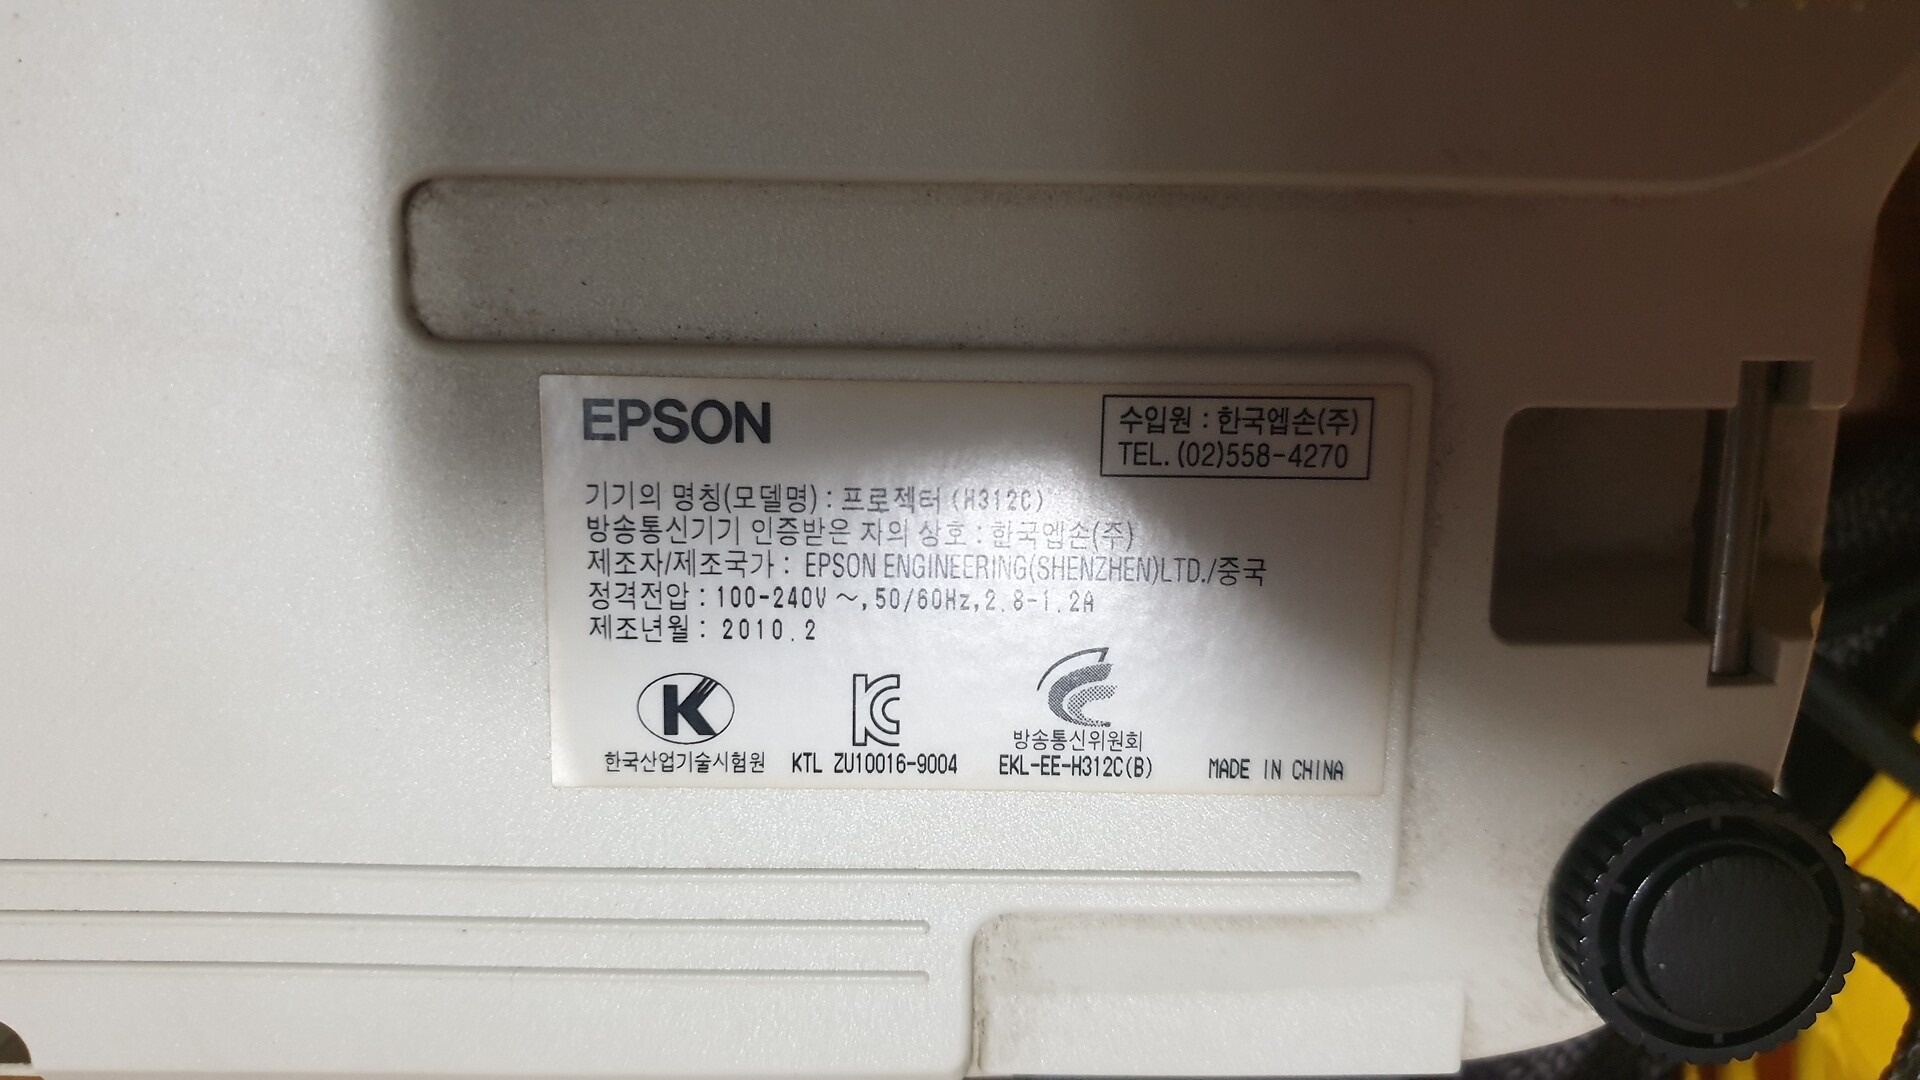 EPSON
수입원 : 한국엡손(주)
TEL. (02)558-4270
기기의 명칭(모델명) : 프로젝터 (H312C)
방송통신기기 인증받은 자의 상호 : 한국엡손(주)
제조자/제조국가 : EPSON ENGINEERING(SHENZHEN)LTD./중국
정격전압 : 100-240V ~, 50/60Hz, 2.8-1.2A
제조년월 : 2010.2
K
KC
방송통신위원회
한국산업기술시험원 KTL ZU10016-9004 EKL-EE-H312C(B) MADE IN CHINA